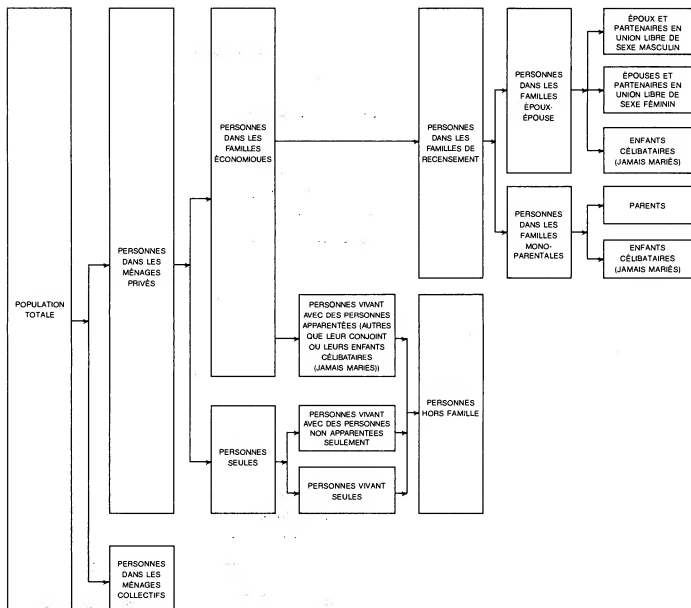 POPULATION
TOTALE
PERSONNES
DANS LES
MÉNAGES
PRIVÉS
PERSONNES
DANS LES
MÉNAGES
COLLECTIFS
PERSONNES
DANS LES
FAMILLES
ÉCONOMIQUES
PERSONNES
SEULES
PERSONNES VIVANT
AVEC DES PERSONNES
APPARENTÉES (AUTRES
QUE LEUR CONJOINT
OU LEURS ENFANTS
CÉLIBATAIRES
(JAMAIS MARIÉS))
PERSONNES VIVANT
AVEC DES PERSONNES
NON APPARENTEES
SEULEMENT
PERSONNES VIVANT
SEULES
PERSONNES
DANS LES
FAMILLES DE
RECENSEMENT
PERSONNES
HORS FAMILLE
PERSONNES
DANS LES
FAMILLES
ÉPOUX-
ÉPOUSE
PERSONNES
DANS LES
FAMILLES
MONO-
PARENTALES
ÉPOUX ET
PARTENAIRES EN
UNION LIBRE DE
SEXE MASCULIN
ÉPOUSES ET
PARTENAIRES EN
UNION LIBRE DE
SEXE FÉMININ
ENFANTS
CÉLIBATAIRES
(JAMAIS MARIÉS)
PARENTS
ENFANTS
CÉLIBATAIRES
(JAMAIS MARIÉS)